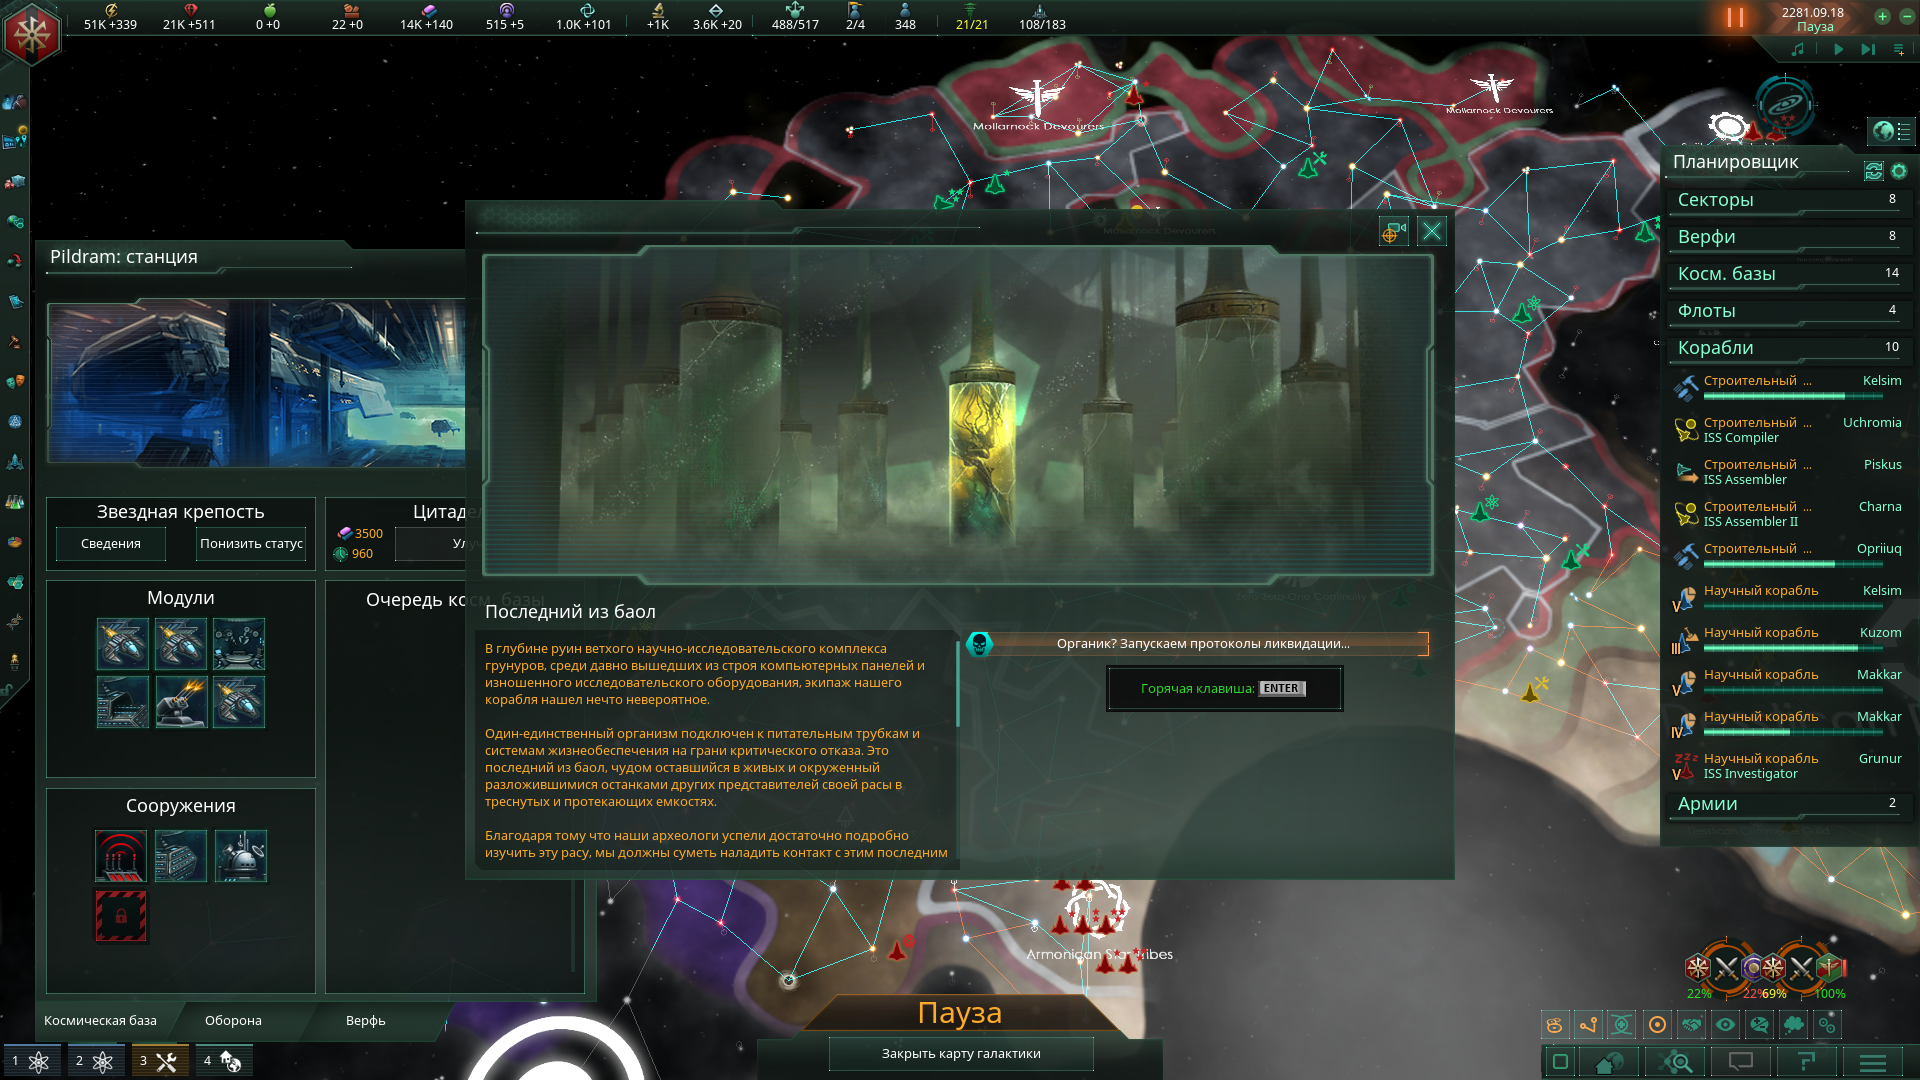 51K +339
21K +511
0 +0
22 +0
14K +140
515 +5
1.0K +101
+1K
3.6K +20
488/517
2/4
348
21/21
108/183
2281.09.18
Пауза
Mollarnock Devourers
Mollarnock Devourers
Планировщик
Секторы 8
Верфи 8
Косм. базы 14
Флоты 4
Корабли 10
Строительный ... Kelsim
Строительный ... Uchromia
ISS Compiler
Строительный ... Piskus
ISS Assembler
Строительный ... Charna
ISS Assembler II
Строительный ... Opriiuq
Научный корабль Kelsim
V
Научный корабль Kuzom
III
Научный корабль Makkar
V
Научный корабль Makkar
IV
Научный корабль Grunur
V ISS Investigator
Армии 2
Pildram: станция
Звездная крепость
Сведения
Понизить статус
3500
960
Модули
Очередь косм. базы
Сооружения
Последний из баол
В глубине руин ветхого научно-исследовательского комплекса
грунуров, среди давно вышедших из строя компьютерных панелей и
изношенного исследовательского оборудования, экипаж нашего
корабля нашел нечто невероятное.
Один-единственный организм подключен к питательным трубкам и
системам жизнеобеспечения на грани критического отказа. Это
последний из баол, чудом оставшийся в живых и окруженный
разложившимися останками других представителей своей расы в
треснутых и протекающих емкостях.
Благодаря тому что наши археологи успели достаточно подробно
изучить эту расу, мы должны суметь наладить контакт с этим последним
Органик? Запускаем протоколы ликвидации...
Горячая клавиша: ENTER
Armonican Star Tribes
22%
22%
69%
100%
Космическая база
Оборона
Верфь
1
2
3
4
Пауза
Закрыть карту галактики